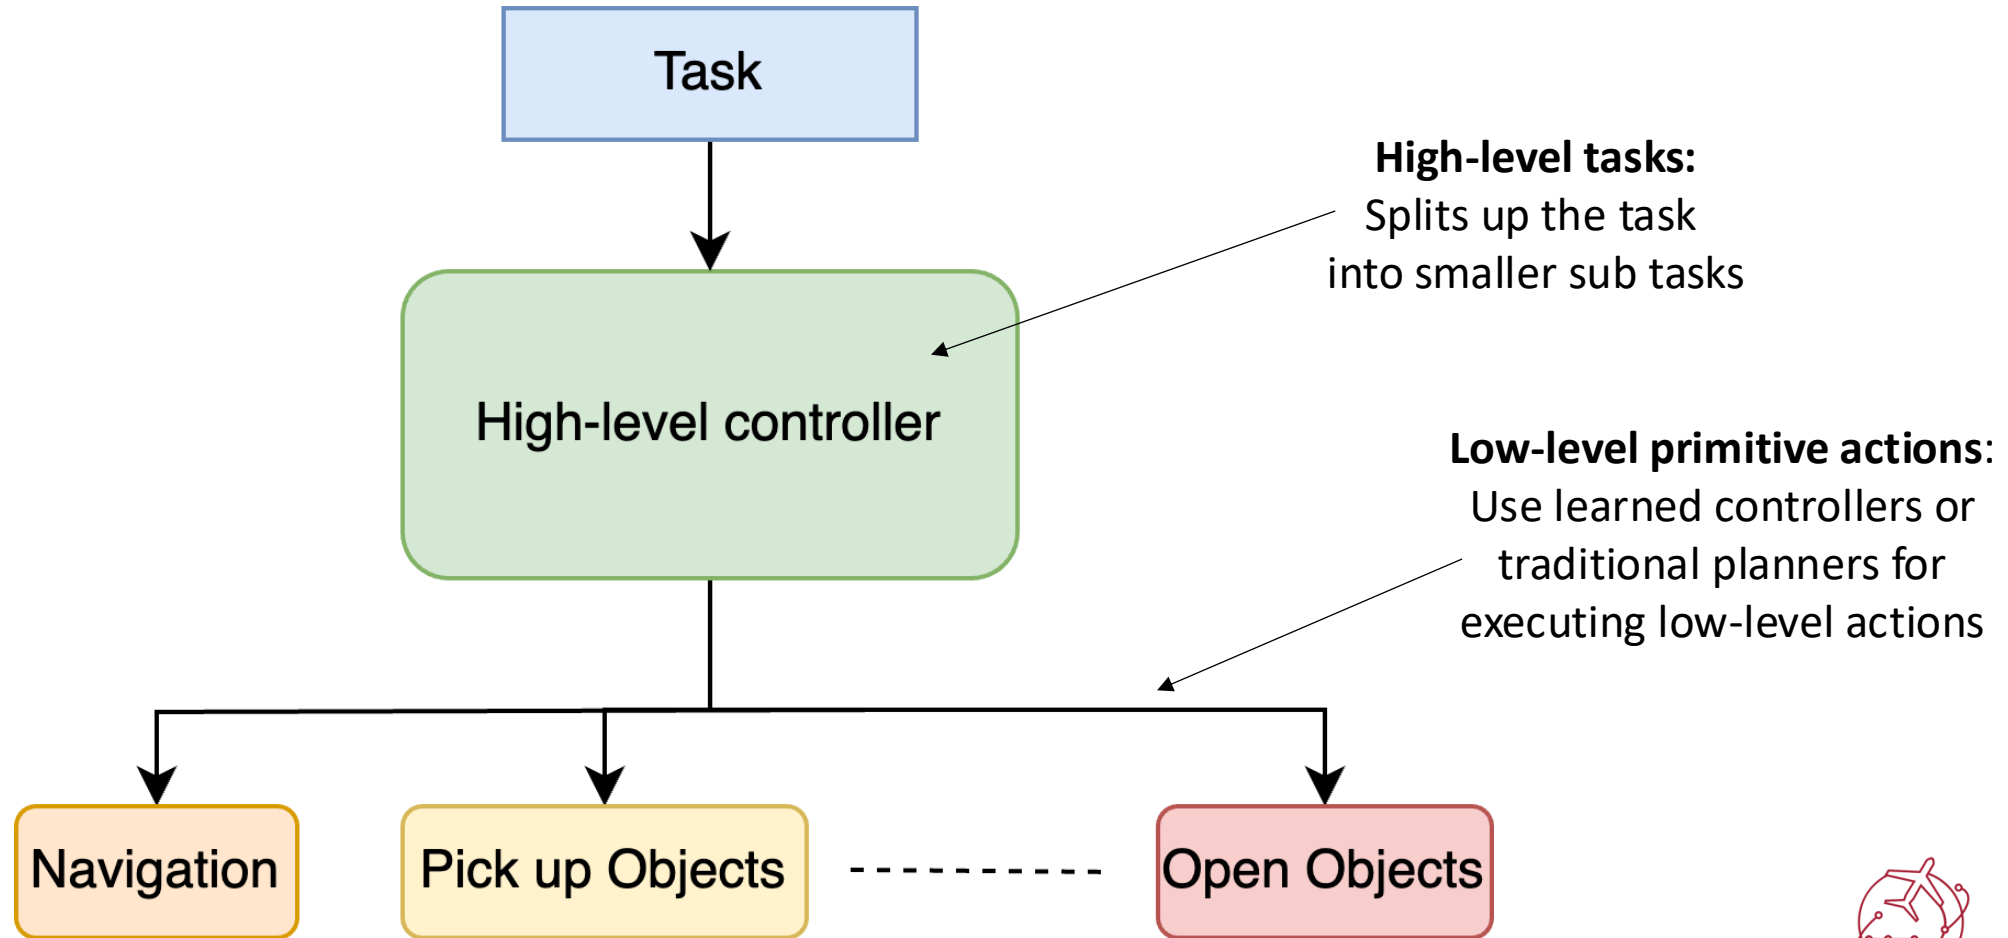 Task
High-level tasks:
Splits up the task
into smaller sub tasks
High-level controller
Low-level primitive actions:
Use learned controllers or
traditional planners for
executing low-level actions
Navigation
Pick up Objects
Open Objects